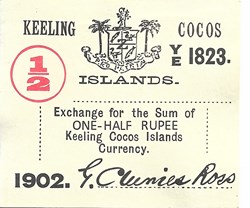 KEELING COCOS
1/2 YE 1823.
ISLANDS.
Exchange for the Sum of
ONE-HALF RUPEE
Keeling Cocos Islands
Currency.
1902. G. Clunies Ross